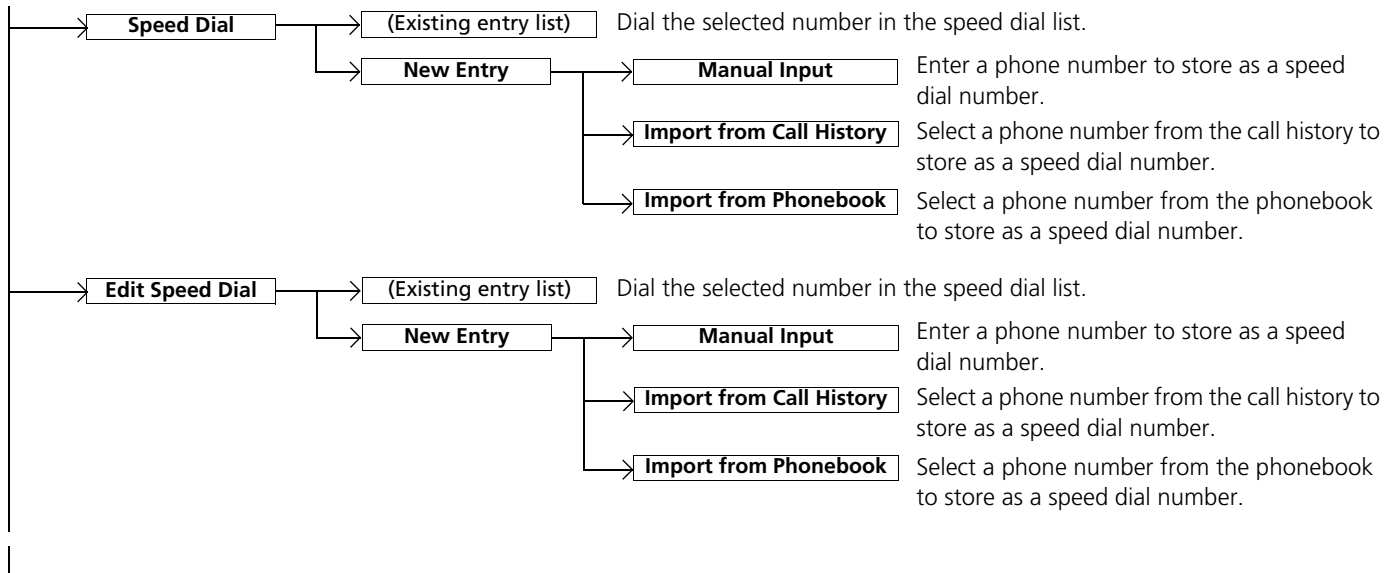 Speed Dial (Existing entry list) Dial the selected number in the speed dial list.
New Entry Manual Input Enter a phone number to store as a speed
dial number.
Import from Call History Select a phone number from the call history to
store as a speed dial number.
Import from Phonebook Select a phone number from the phonebook
to store as a speed dial number.
Edit Speed Dial (Existing entry list) Dial the selected number in the speed dial list.
New Entry Manual Input Enter a phone number to store as a speed
dial number.
Import from Call History Select a phone number from the call history to
store as a speed dial number.
Import from Phonebook Select a phone number from the phonebook
to store as a speed dial number.